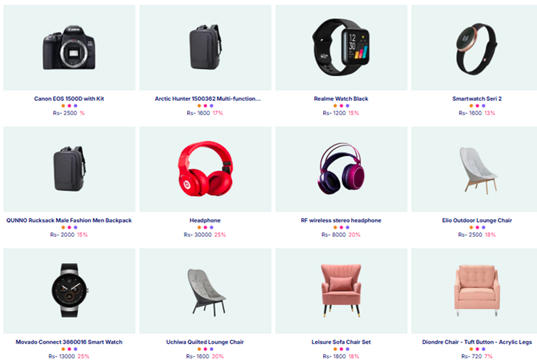 Canon EOS 1500D with Kit
Rs- 2500 %
Arctic Hunter 1500362 Multi-function...
Rs- 1600 17%
Realme Watch Black
Rs- 1200 15%
Smartwatch Seri 2
Rs- 1600 13%
QUNNO Rucksack Male Fashion Men Backpack
Rs- 2000 15%
Headphone
Rs- 30000 25%
RF wireless stereo headphone
Rs- 8000 20%
Elio Outdoor Lounge Chair
Rs- 2500 18%
Movado Connect 3660016 Smart Watch
Rs- 13000 25%
Uchiwa Quilted Lounge Chair
Rs- 1600 20%
Leisure Sofa Chair Set
Rs- 1800 18%
Diondre Chair - Tuft Button - Acrylic Legs
Rs- 720 7%